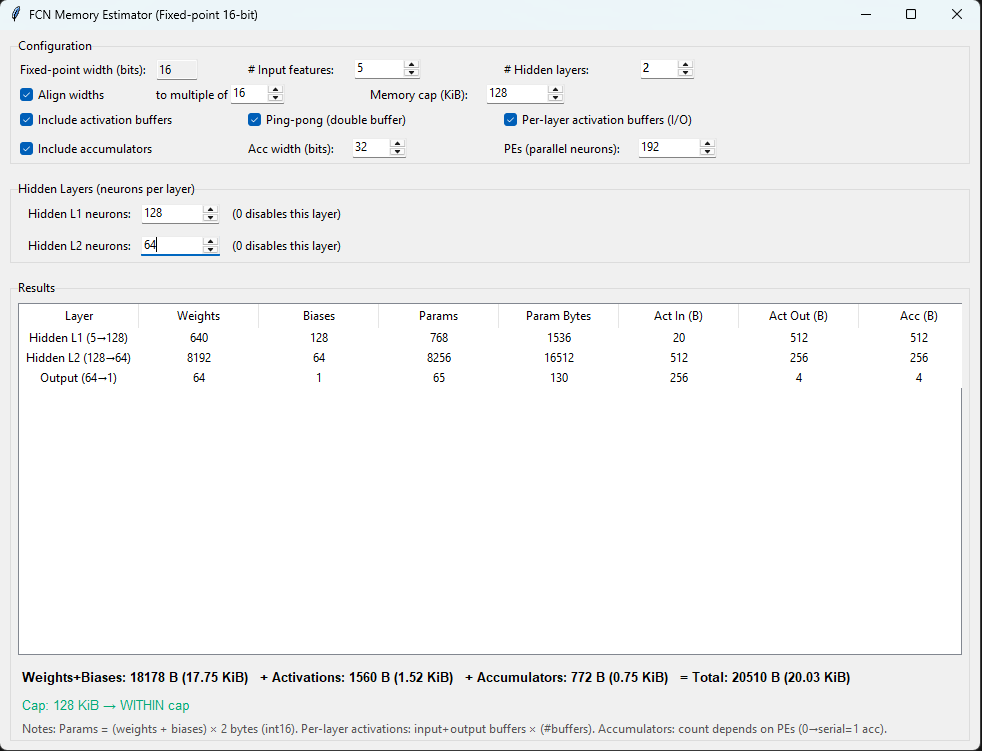 FCN Memory Estimator (Fixed-point 16-bit)
Configuration
Fixed-point width (bits): 16 # Input features: 5 # Hidden layers: 2
Align widths to multiple of 16 Memory cap (KiB): 128
Include activation buffers Ping-pong (double buffer) Per-layer activation buffers (I/O)
Include accumulators Acc width (bits): 32 PEs (parallel neurons): 192
Hidden Layers (neurons per layer)
Hidden L1 neurons: 128 (0 disables this layer)
Hidden L2 neurons: 64 (0 disables this layer)
Results
Layer Weights Biases Params Param Bytes Act In (B) Act Out (B) Acc (B)
Hidden L1 (5→128) 640 128 768 1536 20 512 512
Hidden L2 (128→64) 8192 64 8256 16512 512 256 256
Output (64→1) 64 1 65 130 256 4 4
Weights+Biases: 18178 B (17.75 KiB) + Activations: 1560 B (1.52 KiB) + Accumulators: 772 B (0.75 KiB) = Total: 20510 B (20.03 KiB)
Cap: 128 KiB → WITHIN cap
Notes: Params = (weights + biases) × 2 bytes (int16). Per-layer activations: input+output buffers × (#buffers). Accumulators: count depends on PEs (0→serial=1 acc).